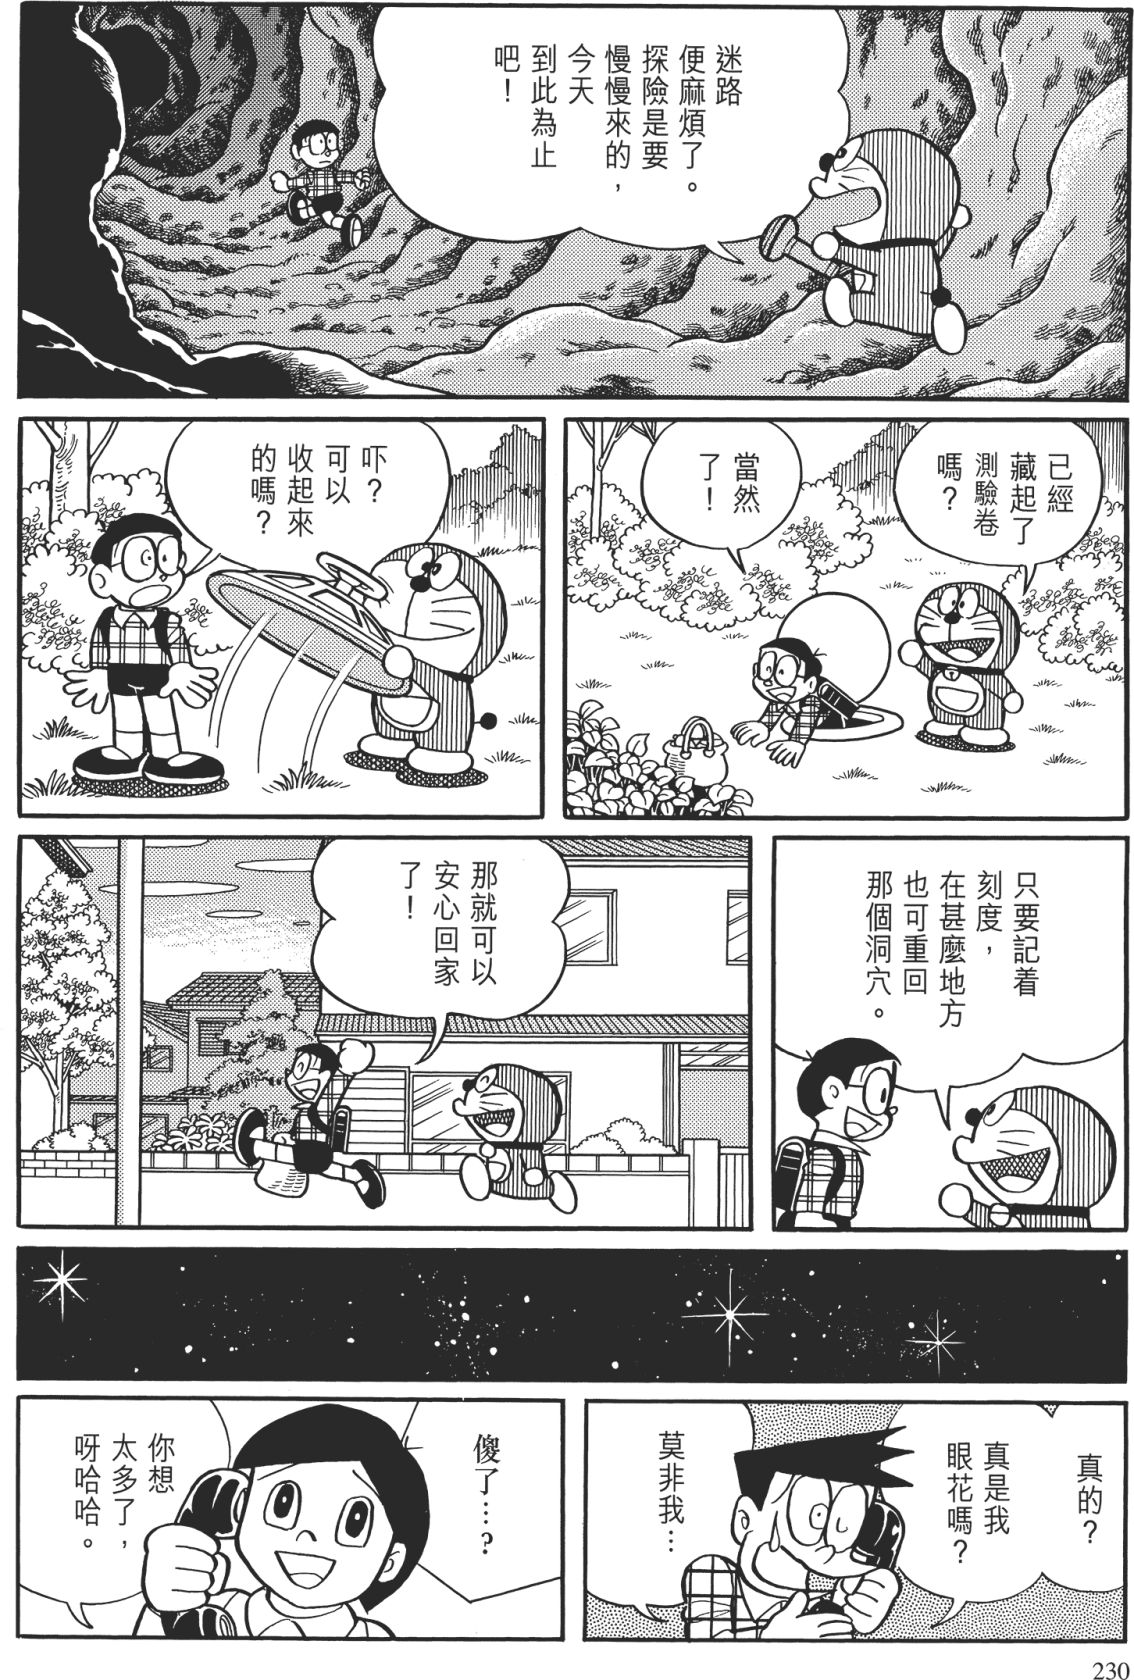 迷路
便麻煩了。
探險是要
慢慢來的，
今天
到此為止
吧！
已經
藏起了
測驗卷
嗎？
當然
了！
吓？
可以
收起來
的嗎？
只要記着
刻度，
在甚麼地方
也可重回
那個洞穴。
那就可以
安心回家
了！
真的？
真是我
眼花嗎？
莫非我…
傻了…？
你想
太多了，
呀哈哈。
230